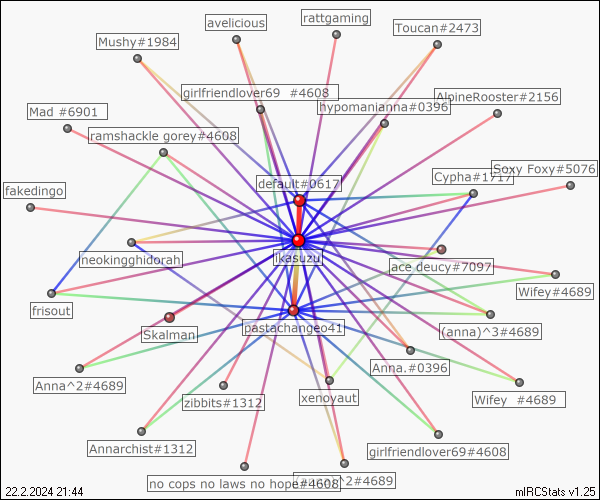 avelicious
rattgaming
Mushy#1984
Toucan#2473
girlfriendlover69 #4608
hypomanianna#0396
AlpineRooster#2156
Mad #6901
ramshackle gorey#4608
Soxy Foxy#5076
default#0617
Cypha#1717
fakedingo
neokingghidorah
ikasuzu
ace deucy#7097
Wifey#4689
frisout
Skalman
pastachangeo41
(anna)^3#4689
Anna^2#4689
Anna.#0396
zibbits#1312
xenoyaut
Wifey #4689
Annarchist#1312
girlfriendlover69#4608
no cops no laws no hope#4608
^2#4689
22.2.2024 21:44
mIRCStats v1.25